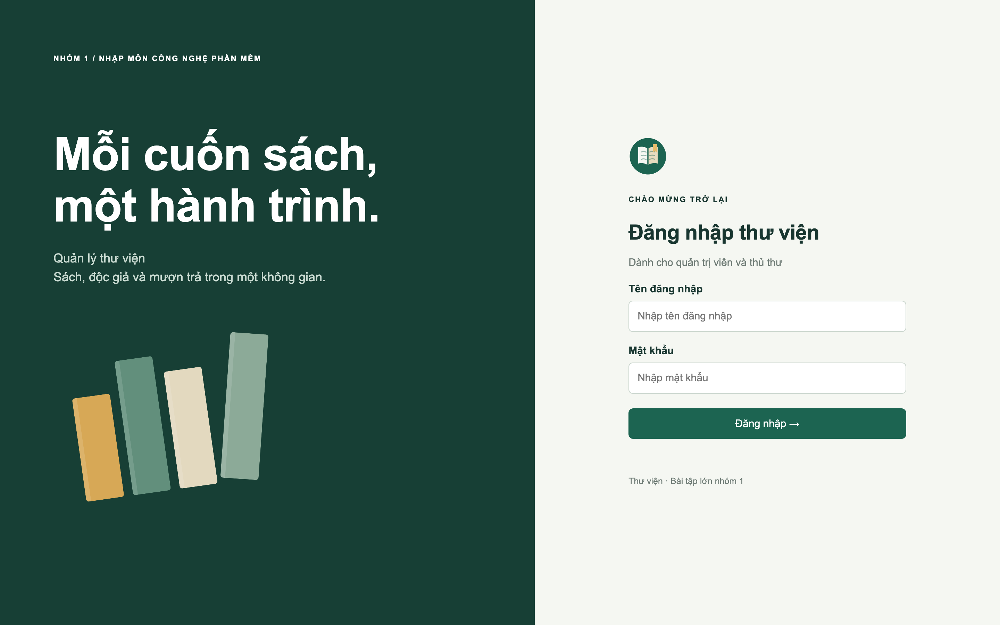 NHÓM 1 / NHẬP MÔN CÔNG NGHỆ PHẦN MỀM
Mỗi cuốn sách,
một hành trình.
Quản lý thư viện
Sách, độc giả và mượn trả trong một không gian.
CHÀO MỪNG TRỞ LẠI
Đăng nhập thư viện
Dành cho quản trị viên và thủ thư
Tên đăng nhập
Nhập tên đăng nhập
Mật khẩu
Nhập mật khẩu
Đăng nhập →
Thư viện · Bài tập lớn nhóm 1